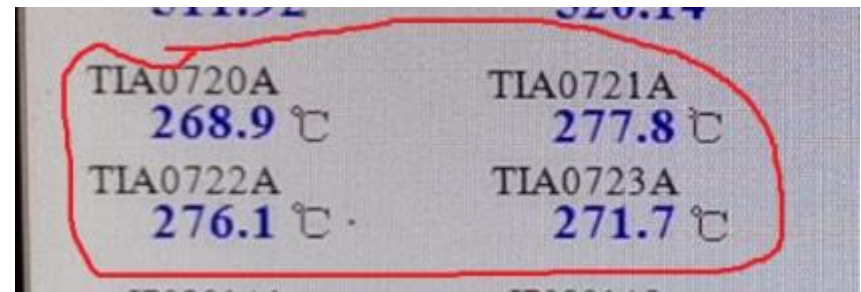 TIA0720A TIA0721A
268.9 ℃ 277.8 ℃
TIA0722A TIA0723A
276.1 ℃ 271.7 ℃